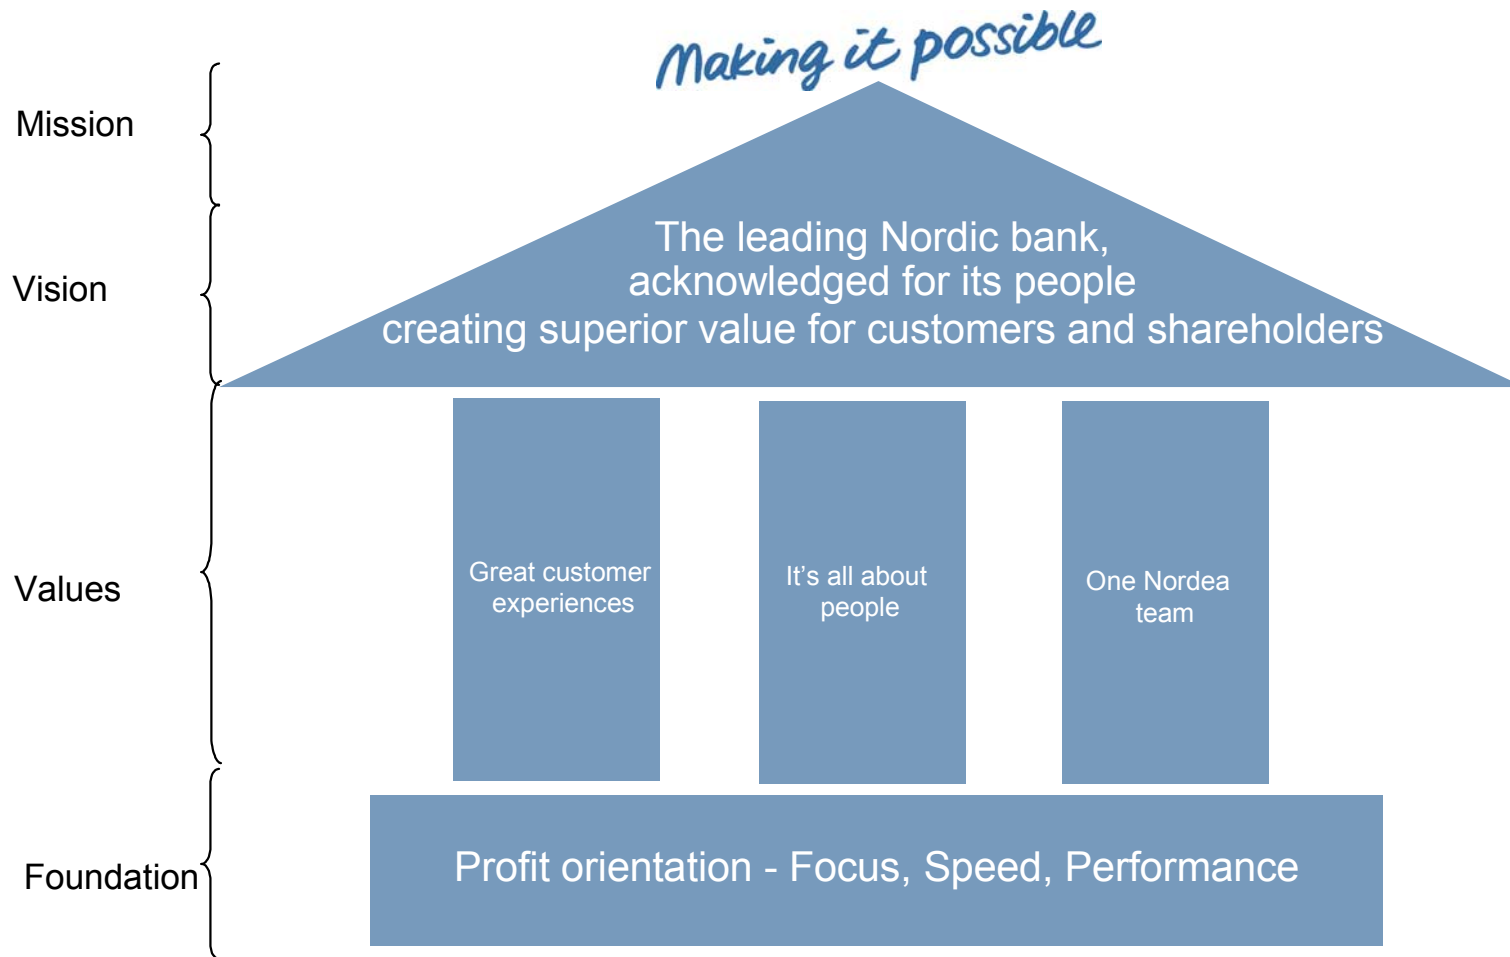 Making it possible
Mission
The leading Nordic bank,
acknowledged for its people
creating superior value for customers and shareholders
Vision
Values
Great customer
experiences
It's all about
people
One Nordea
team
Foundation
Profit orientation - Focus, Speed, Performance